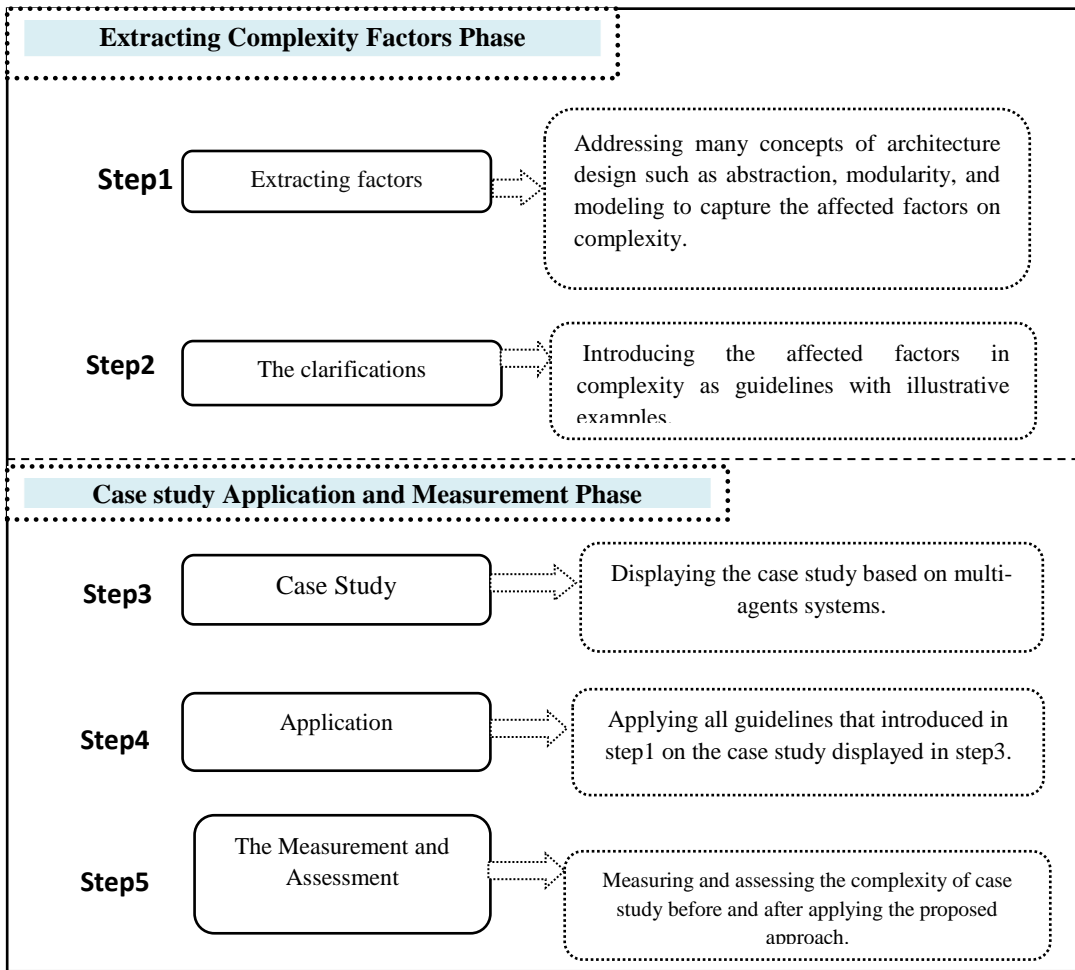 Extracting Complexity Factors Phase
Step1
Extracting factors
Addressing many concepts of architecture
design such as abstraction, modularity, and
modeling to capture the affected factors on
complexity.
Step2
The clarifications
Introducing the affected factors in
complexity as guidelines with illustrative
examples.
Case study Application and Measurement Phase
Step3
Case Study
Displaying the case study based on multi-
agents systems.
Step4
Application
Applying all guidelines that introduced in
step1 on the case study displayed in step3.
Step5
The Measurement and
Assessment
Measuring and assessing the complexity of case
study before and after applying the proposed
approach.